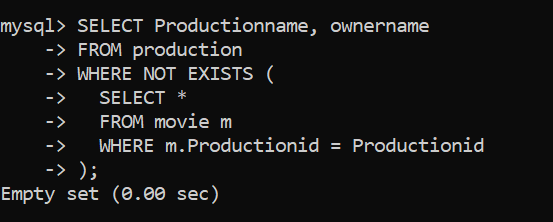 mysql> SELECT Productionname, ownername
    -> FROM production
    -> WHERE NOT EXISTS (
    ->   SELECT *
    ->   FROM movie m
    ->   WHERE m.Productionid = Productionid
    -> );
Empty set (0.00 sec)